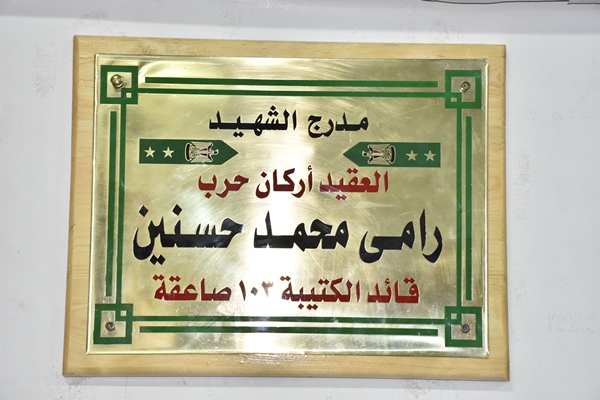 مدرج الشهيد
العقيد أركان حرب
رامى محمد حسنين
قائد الكتيبة ١٠٣ صاعقة